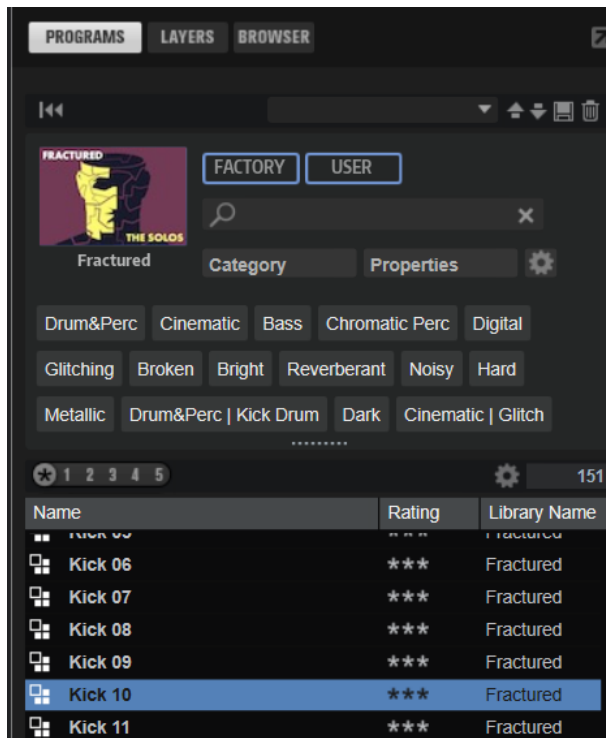 PROGRAMS LAYERS BROWSER
FRACTURED
THE SOLOS
Fractured
FACTORY USER
Category Properties
Drum&Perc Cinematic Bass Chromatic Perc Digital
Glitching Broken Bright Reverberant Noisy Hard
Metallic Drum&Perc | Kick Drum Dark Cinematic | Glitch
1 2 3 4 5 151
Name Rating Library Name
Kick 05 *** Fractured
Kick 06 *** Fractured
Kick 07 *** Fractured
Kick 08 *** Fractured
Kick 09 *** Fractured
Kick 10 *** Fractured
Kick 11 *** Fractured